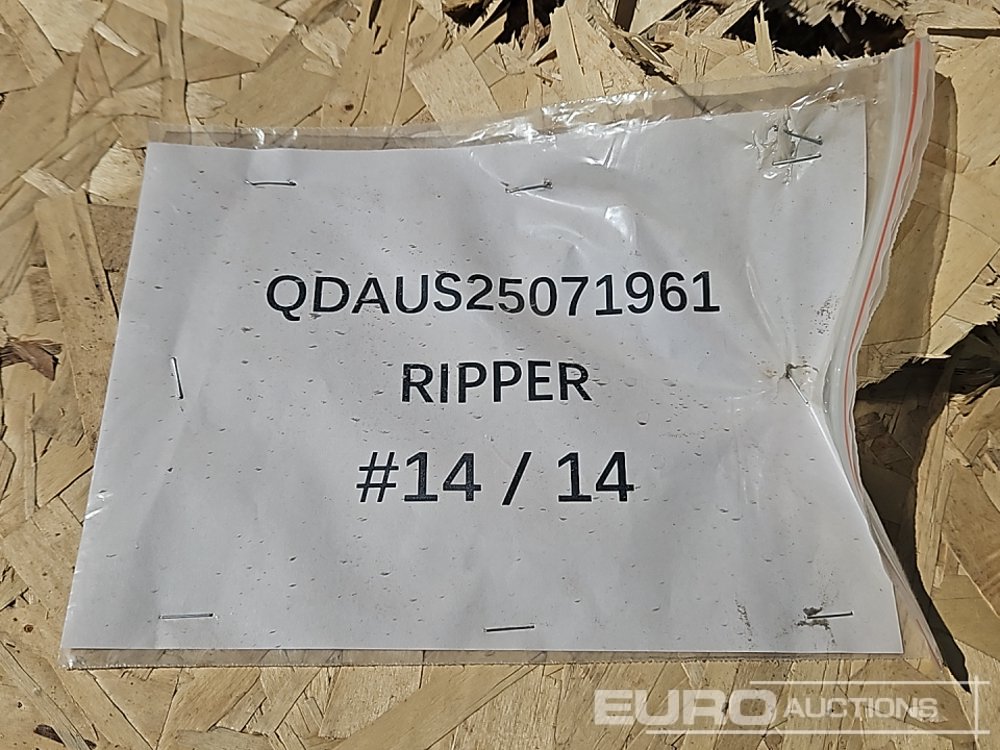 QDAUS25071961
RIPPER
#14 / 14
EURO AUCTIONS